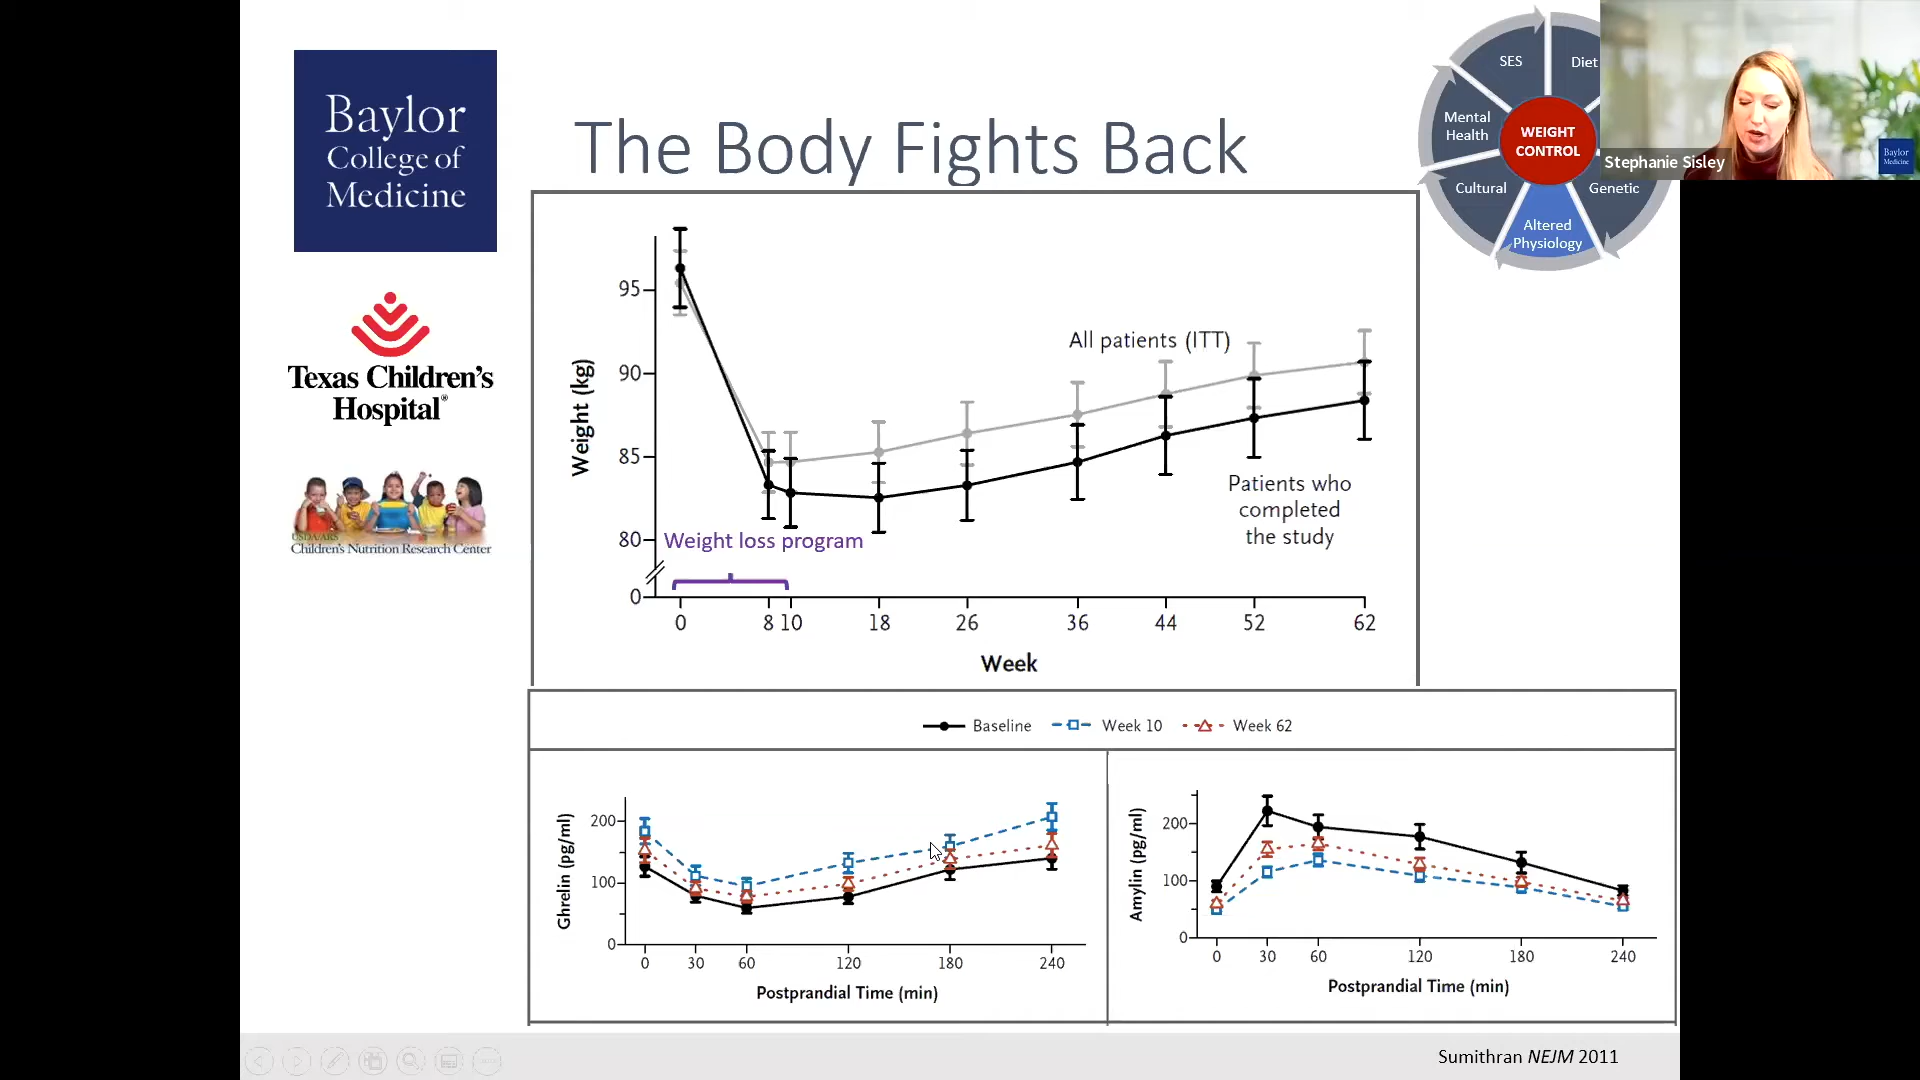 Baylor
College of
Medicine
Texas Children's
Hospital®
USDA/ARS
Children's Nutrition Research Center
The Body Fights Back
SES
Diet
Mental
Health
WEIGHT
CONTROL
Cultural
Genetic
Altered
Physiology
Stephanie Sisley
Baylor
Medicine
Weight (kg)
95
90
85
80
0
All patients (ITT)
Patients who
completed
the study
Weight loss program
0 8 10 18 26 36 44 52 62
Week
Baseline Week 10 Week 62
Ghrelin (pg/ml)
200
100
0
0 30 60 120 180 240
Postprandial Time (min)
Amylin (pg/ml)
200
100
0
0 30 60 120 180 240
Postprandial Time (min)
Sumithran NEJM 2011